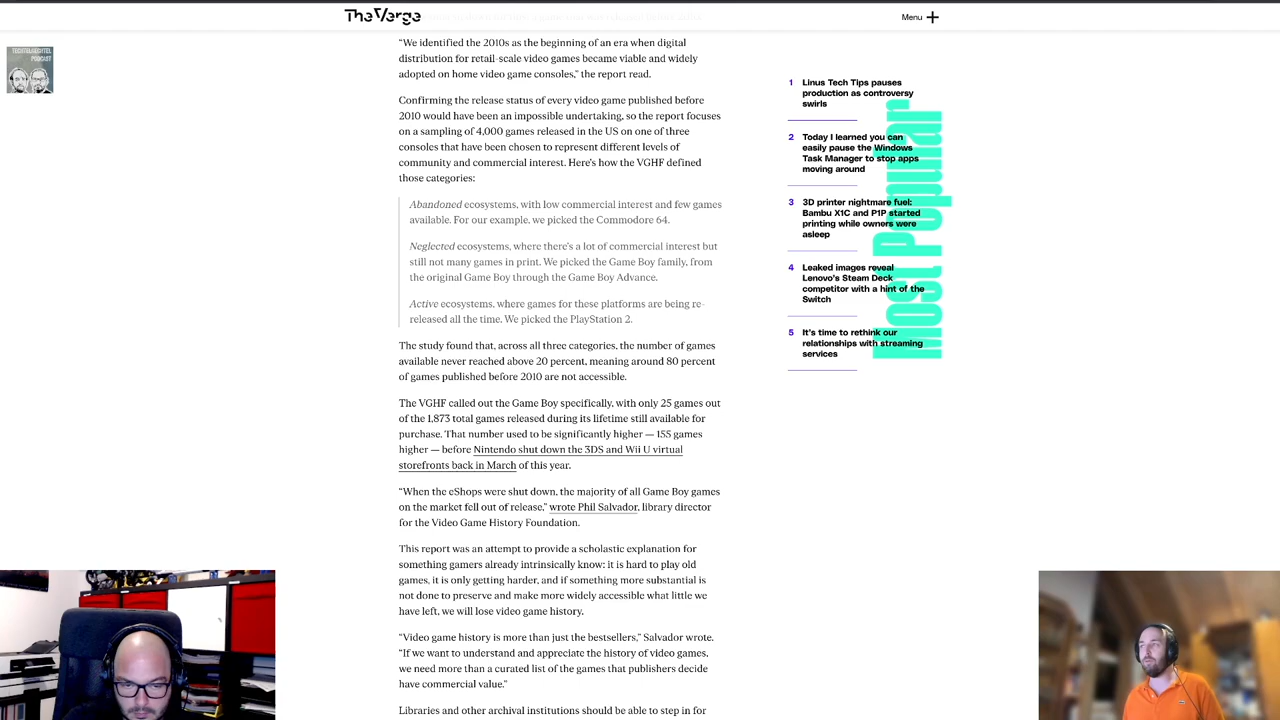 TheVerge
Menu
TECHTELMECHTEL
PODCAST
“We identified the 2010s as the beginning of an era when digital
distribution for retail-scale video games became viable and widely
adopted on home video game consoles,” the report read.
Confirming the release status of every video game published before
2010 would have been an impossible undertaking, so the report focuses
on a sampling of 4,000 games released in the US on one of three
consoles that have been chosen to represent different levels of
community and commercial interest. Here’s how the VGHF defined
those categories:
Abandoned ecosystems, with low commercial interest and few games
available. For our example, we picked the Commodore 64.
Neglected ecosystems, where there’s a lot of commercial interest but
still not many games in print. We picked the Game Boy family, from
the original Game Boy through the Game Boy Advance.
Active ecosystems, where games for these platforms are being re-
released all the time. We picked the PlayStation 2.
The study found that, across all three categories, the number of games
available never reached above 20 percent, meaning around 80 percent
of games published before 2010 are not accessible.
The VGHF called out the Game Boy specifically, with only 25 games out
of the 1,873 total games released during its lifetime still available for
purchase. That number used to be significantly higher — 155 games
higher — before Nintendo shut down the 3DS and Wii U virtual
storefronts back in March of this year.
“When the eShops were shut down, the majority of all Game Boy games
on the market fell out of release,” wrote Phil Salvador, library director
for the Video Game History Foundation.
This report was an attempt to provide a scholastic explanation for
something gamers already intrinsically know: it is hard to play old
games, it is only getting harder, and if something more substantial is
not done to preserve and make more widely accessible what little we
have left, we will lose video game history.
“Video game history is more than just the bestsellers,” Salvador wrote.
“If we want to understand and appreciate the history of video games,
we need more than a curated list of the games that publishers decide
have commercial value.”
Libraries and other archival institutions should be able to step in for
Most Popular
1 Linus Tech Tips pauses
production as controversy
swirls
2 Today I learned you can
easily pause the Windows
Task Manager to stop apps
moving around
3 3D printer nightmare fuel:
Bambu X1C and P1P started
printing while owners were
asleep
4 Leaked images reveal
Lenovo’s Steam Deck
competitor with a hint of the
Switch
5 It’s time to rethink our
relationships with streaming
services